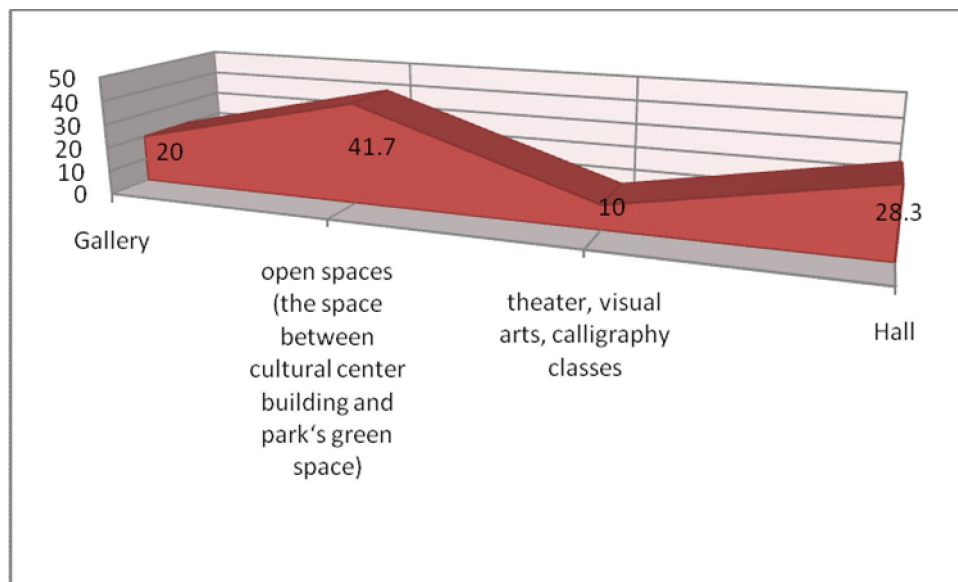 50
40
30
20
10
0
20
41.7
10
28.3
Gallery
open spaces
(the space
between
cultural center
building and
park‘s green
space)
theater, visual
arts, calligraphy
classes
Hall